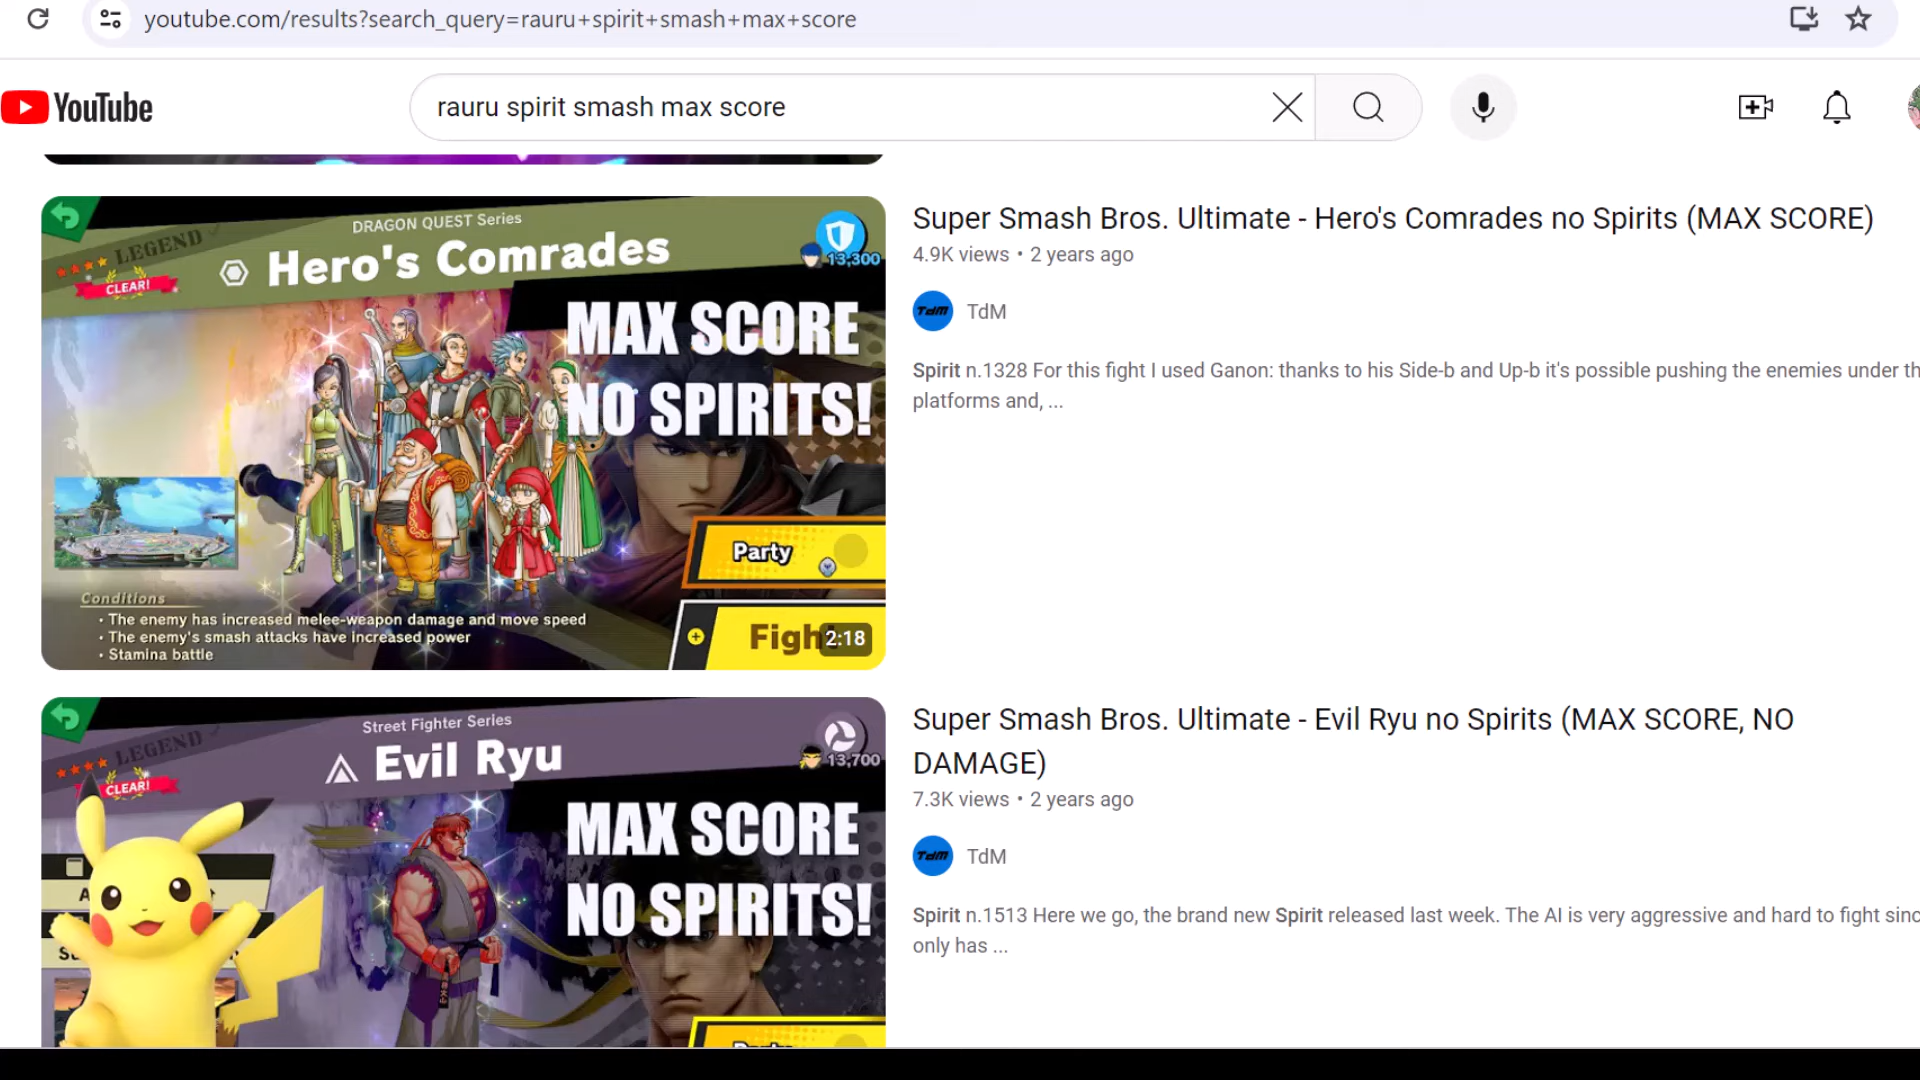 youtube.com/results?search_query=rauru+spirit+smash+max+score
YouTube
rauru spirit smash max score
DRAGON QUEST Series
LEGEND
Hero's Comrades
CLEAR!
13,300
MAX SCORE
NO SPIRITS!
Party
Conditions
• The enemy has increased melee-weapon damage and move speed
• The enemy's smash attacks have increased power
• Stamina battle
Fight
2:18
Super Smash Bros. Ultimate - Hero's Comrades no Spirits (MAX SCORE)
4.9K views • 2 years ago
TdM
TdM
Spirit n.1328 For this fight I used Ganon: thanks to his Side-b and Up-b it's possible pushing the enemies under
platforms and, ...
Street Fighter Series
LEGEND
Evil Ryu
CLEAR!
13,700
MAX SCORE
NO SPIRITS!
Super Smash Bros. Ultimate - Evil Ryu no Spirits (MAX SCORE, NO
DAMAGE)
7.3K views • 2 years ago
TdM
TdM
Spirit n.1513 Here we go, the brand new Spirit released last week. The AI is very aggressive and hard to fight
only has ...